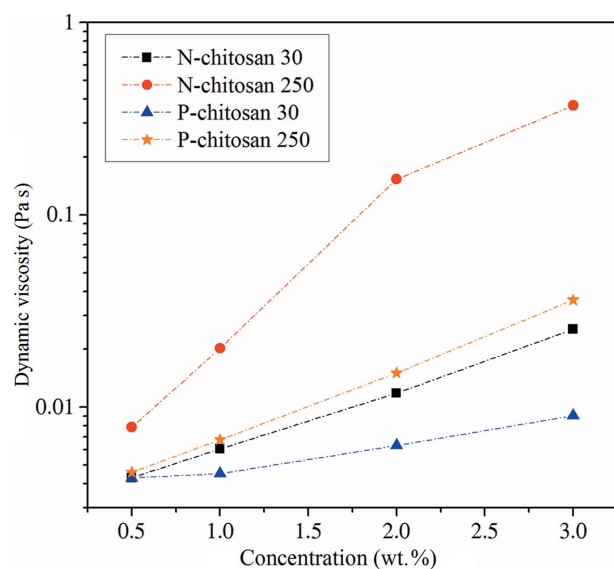 1
N-chitosan 30
N-chitosan 250
P-chitosan 30
P-chitosan 250
0.1
0.01
Dynamic viscosity (Pa s)
0.5 1.0 1.5 2.0 2.5 3.0
Concentration (wt.%)